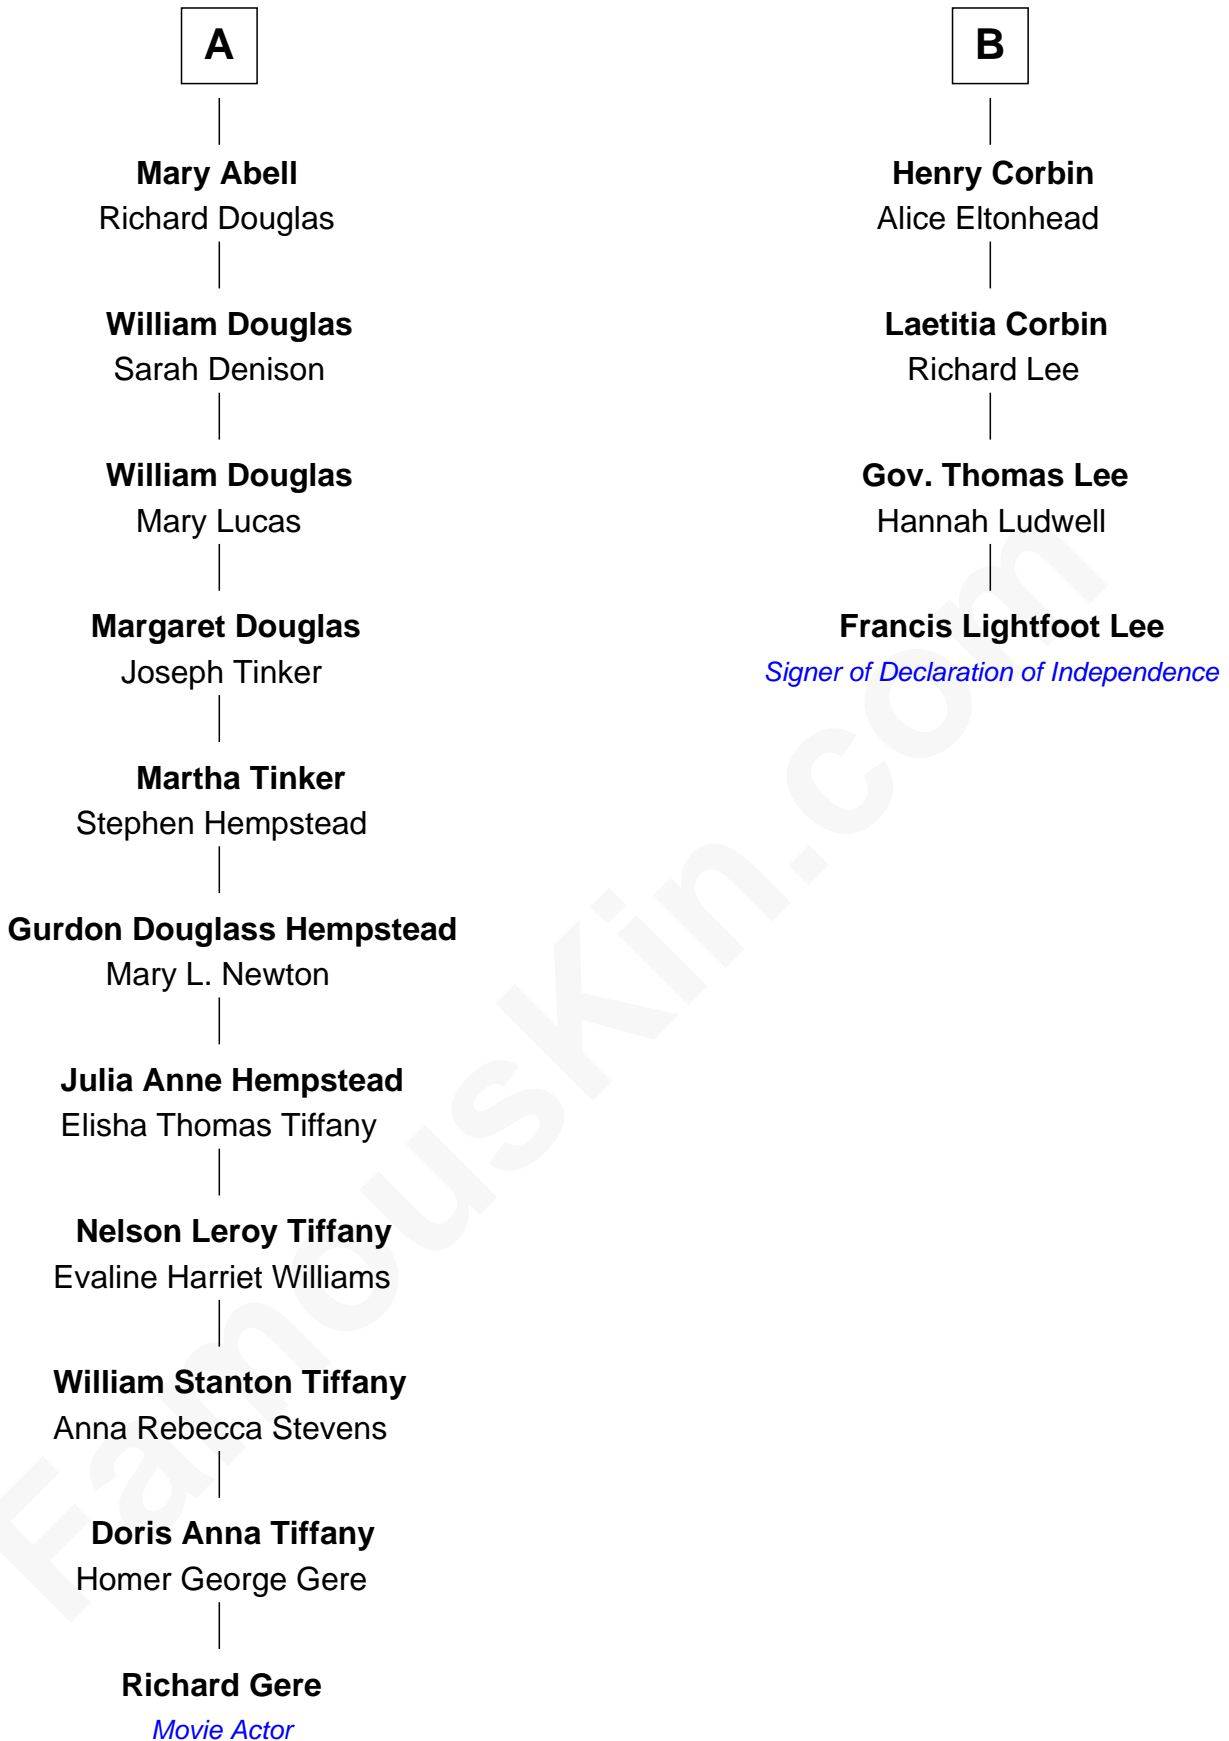 A
Mary Abell
Richard Douglas
William Douglas
Sarah Denison
William Douglas
Mary Lucas
Margaret Douglas
Joseph Tinker
Martha Tinker
Stephen Hempstead
Gurdon Douglass Hempstead
Mary L. Newton
Julia Anne Hempstead
Elisha Thomas Tiffany
Nelson Leroy Tiffany
Evaline Harriet Williams
William Stanton Tiffany
Anna Rebecca Stevens
Doris Anna Tiffany
Homer George Gere
Richard Gere
Movie Actor
B
Henry Corbin
Alice Eltonhead
Laetitia Corbin
Richard Lee
Gov. Thomas Lee
Hannah Ludwell
Francis Lightfoot Lee
Signer of Declaration of Independence
FamousKin.com